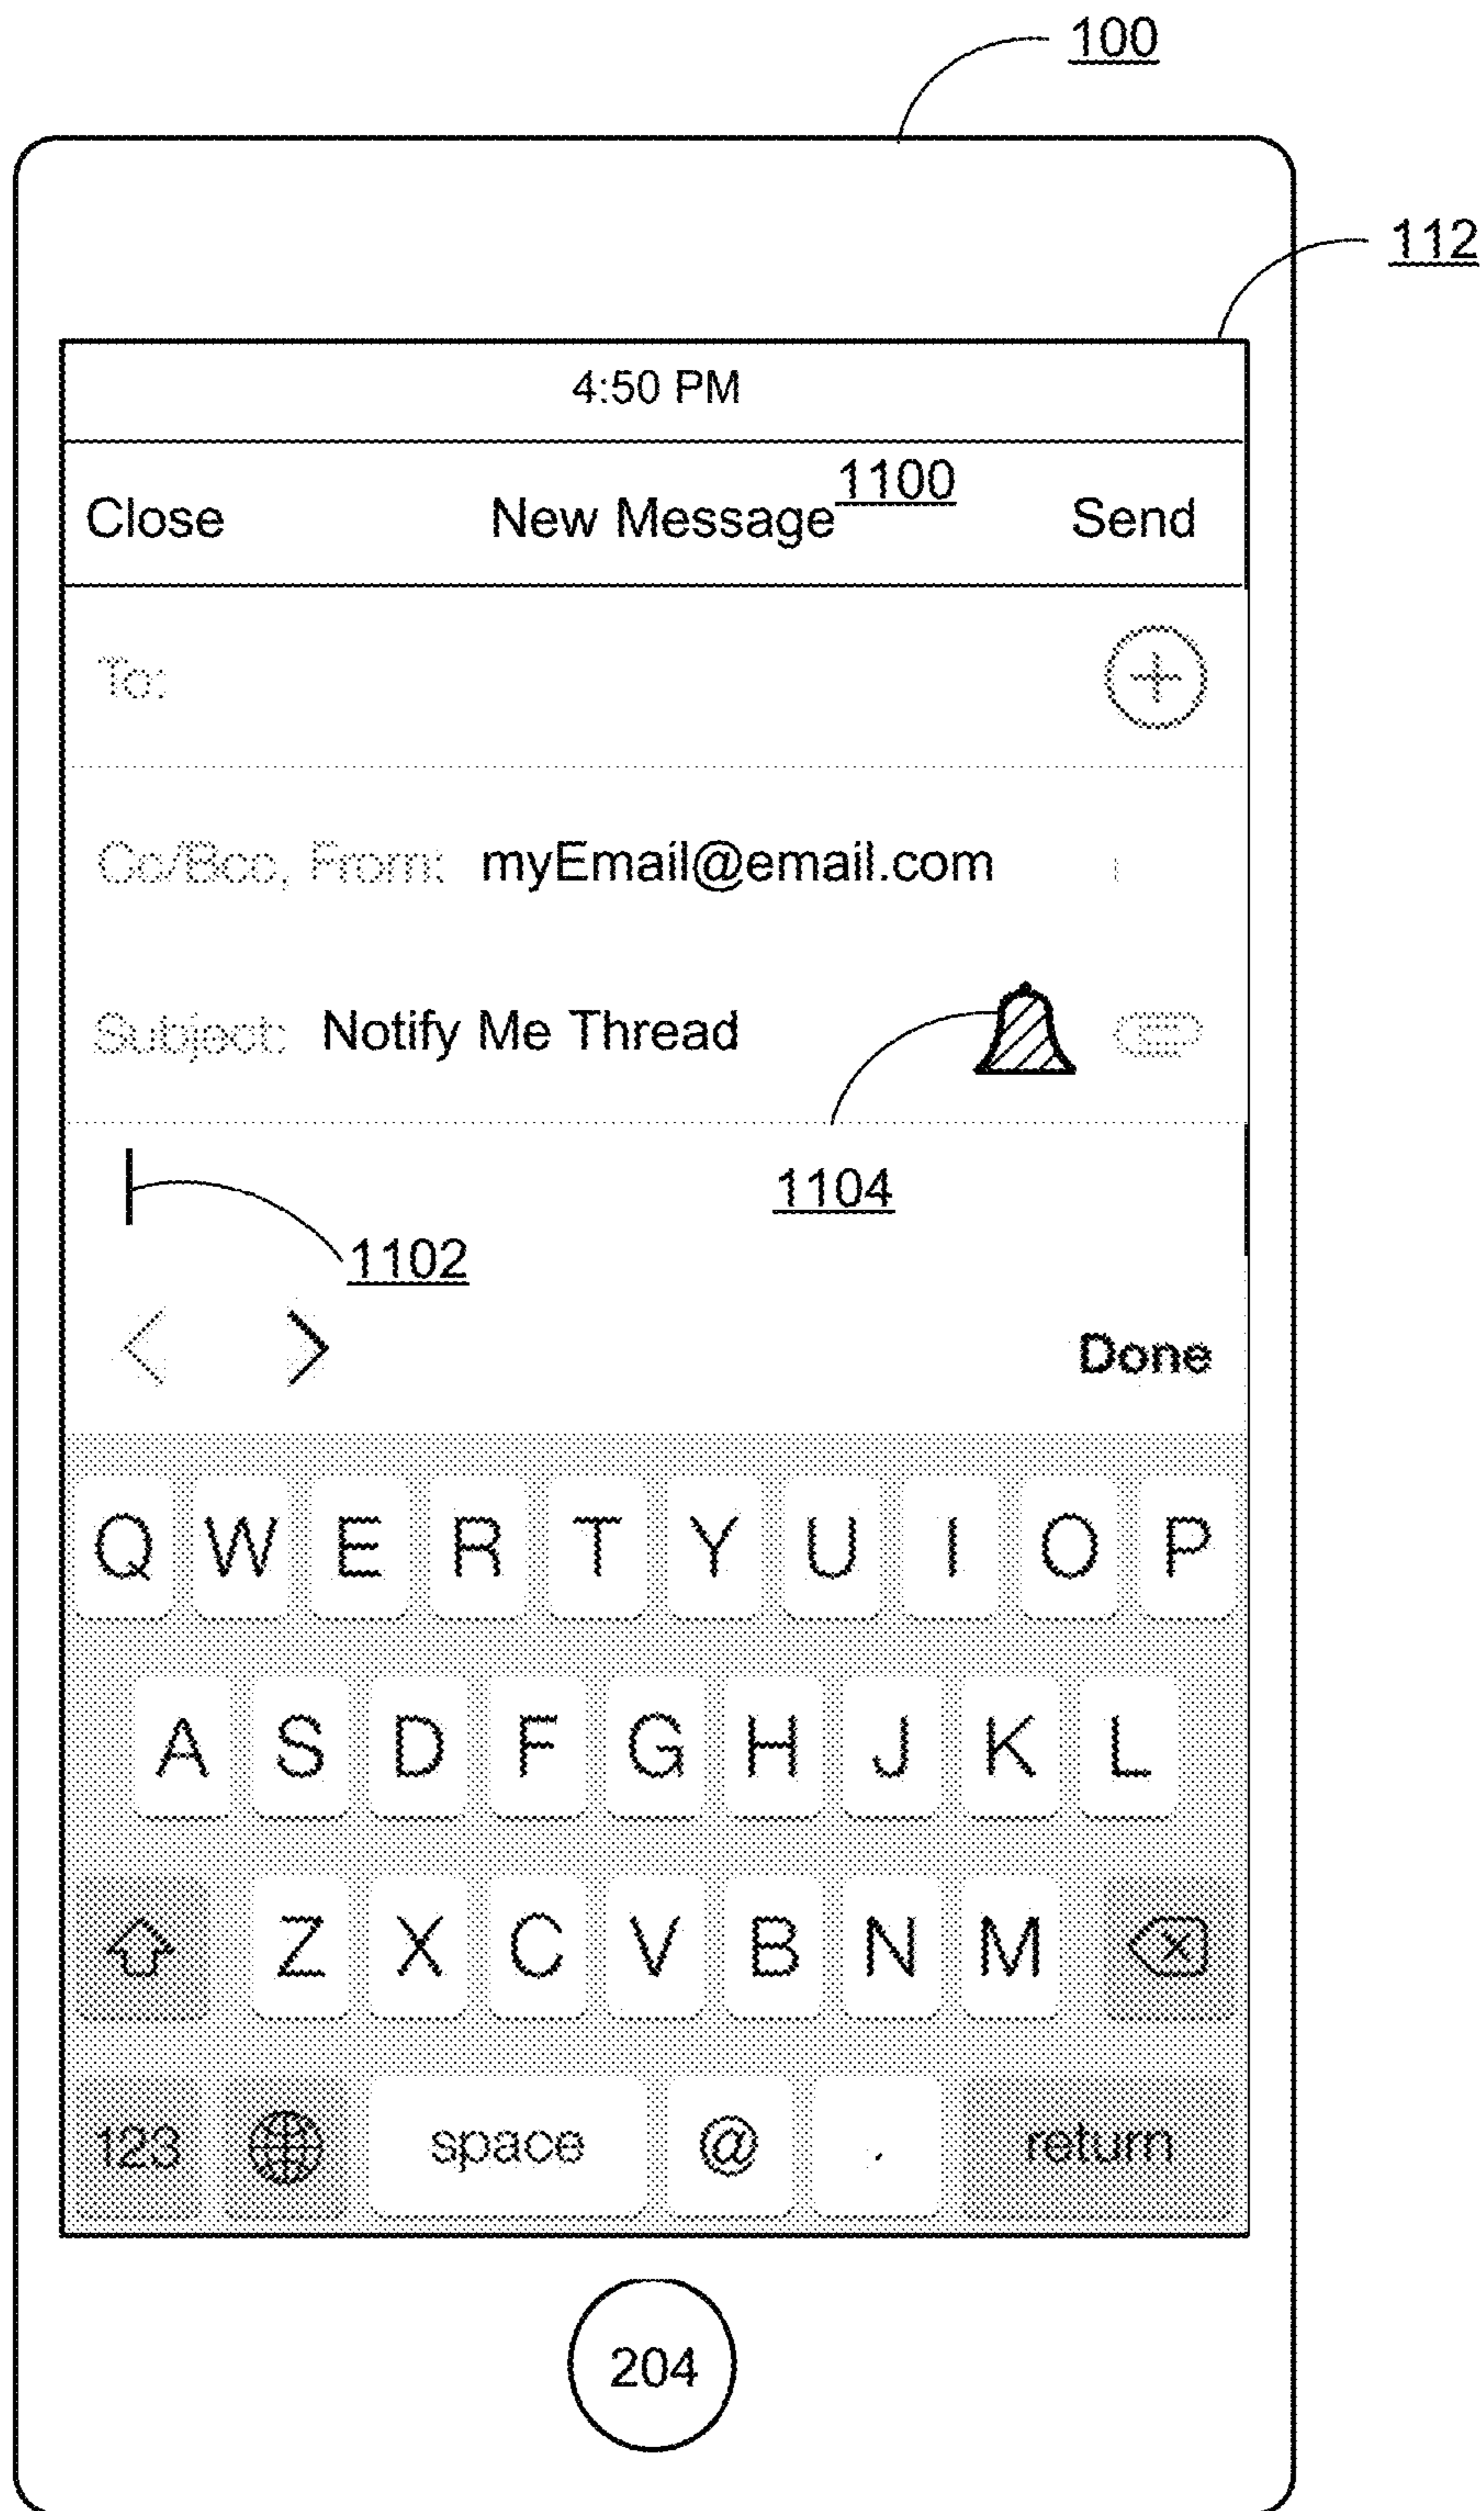 100
112
4:50 PM
Close New Message 1100 Send
To:
Cc/Bcc, From: myEmail@email.com
Subject: Notify Me Thread
1104
1102
Done
Q W E R T Y U I O P
A S D F G H J K L
Z X C V B N M
123 space @ . return
204